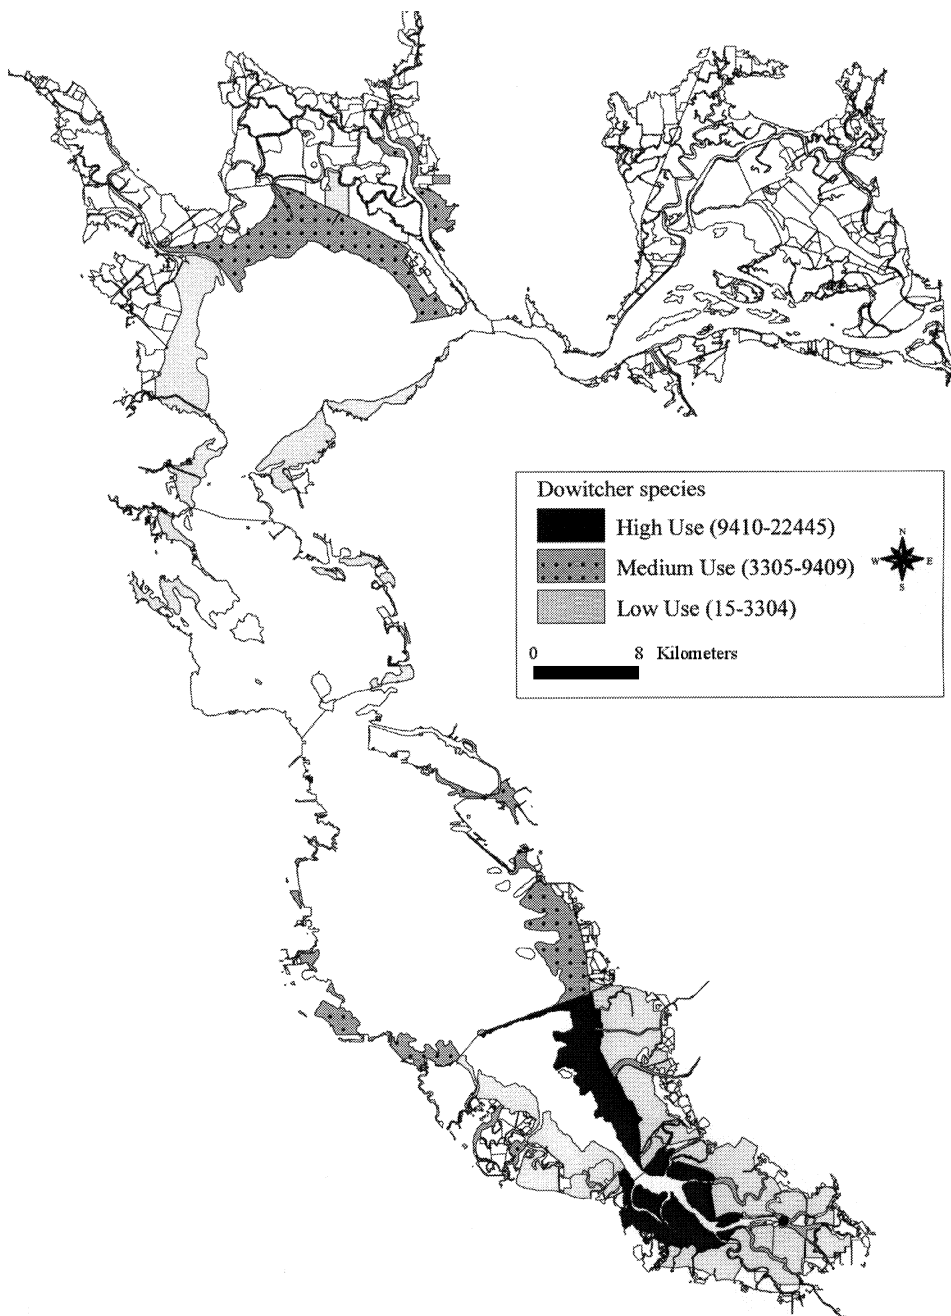 Dowitcher species
High Use (9410-22445)
Medium Use (3305-9409)
Low Use (15-3304)
0 8 Kilometers
N
W E
S